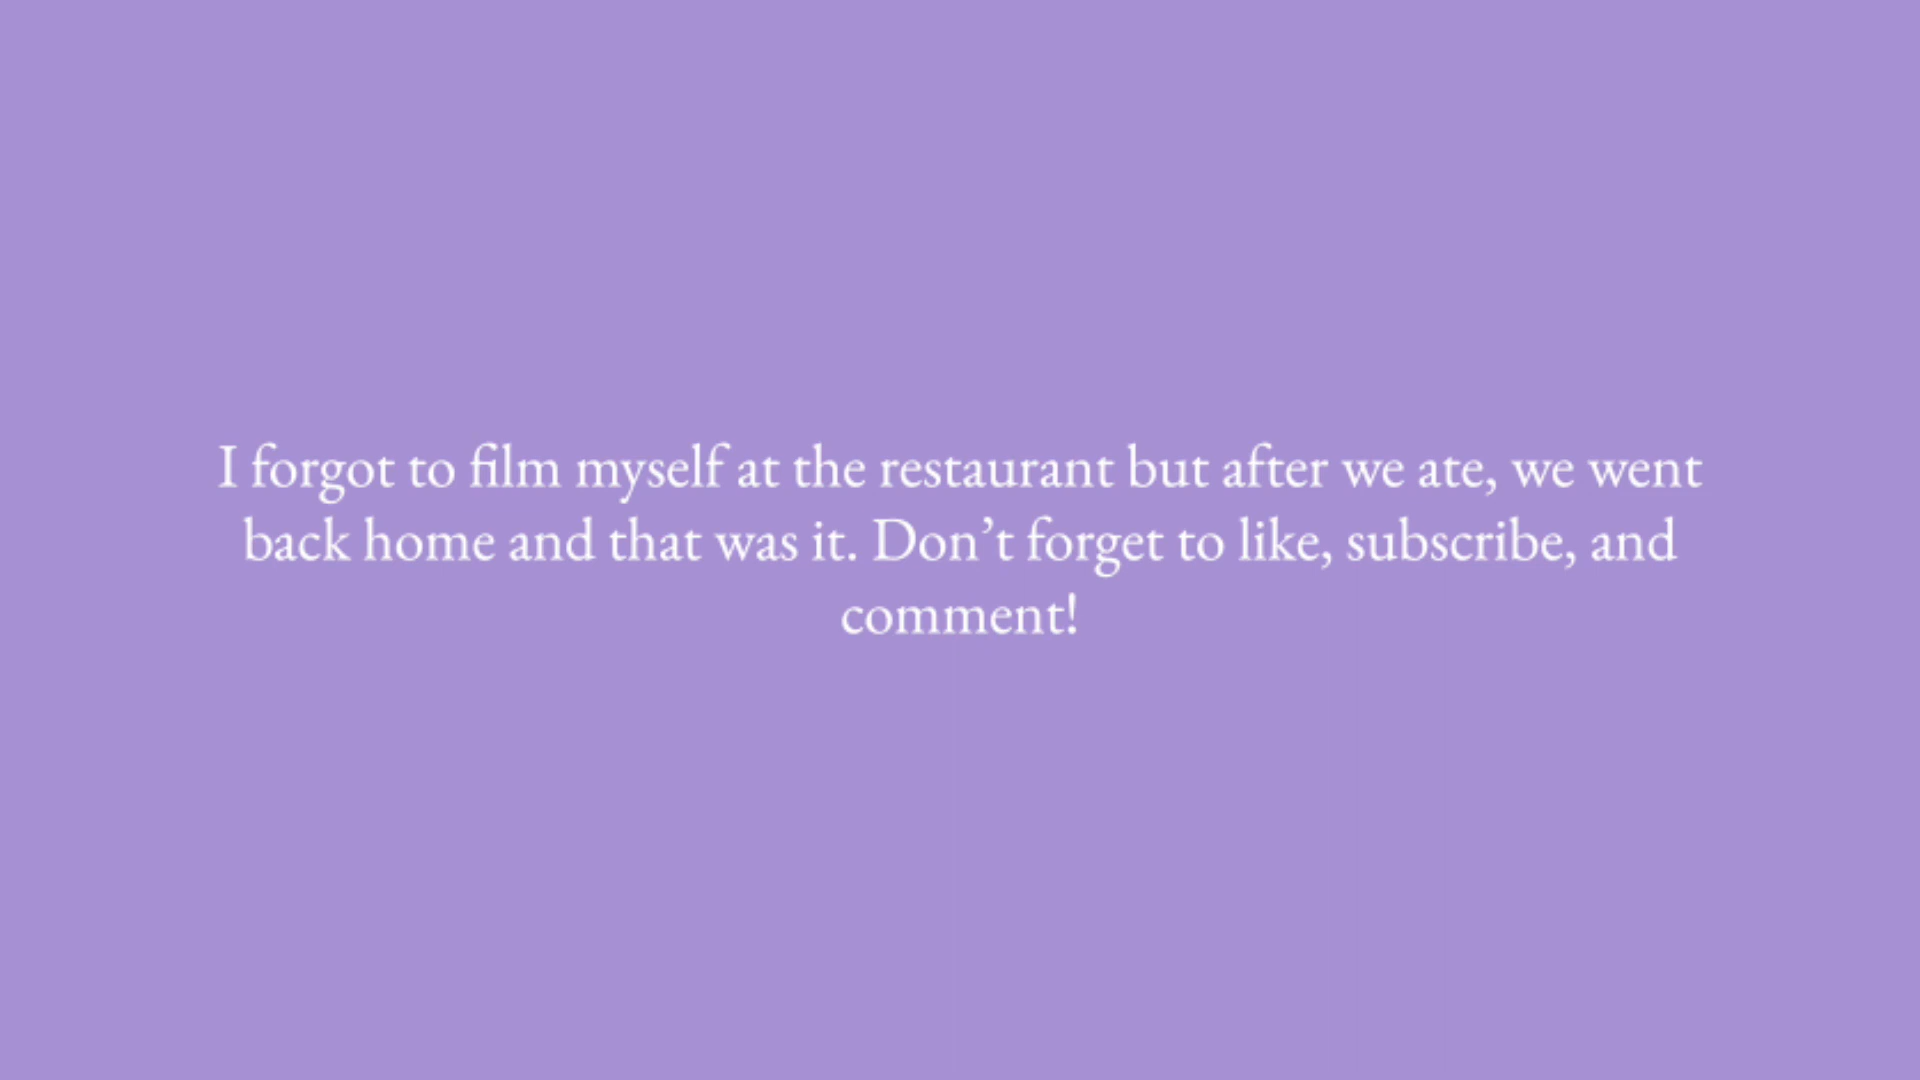 I forgot to film myself at the restaurant but after we ate, we went
back home and that was it. Don’t forget to like, subscribe, and
comment!